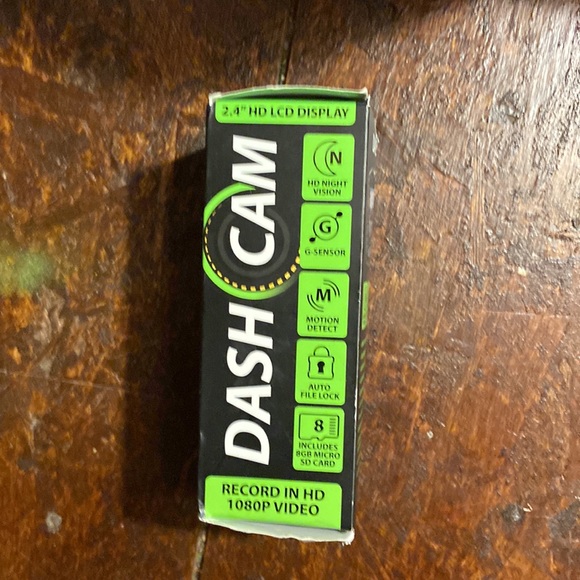 2.4" HD LCD DISPLAY
DASH CAM
N
HD NIGHT
VISION
G
G-SENSOR
M
MOTION
DETECT
AUTO
FILE LOCK
8
INCLUDES
8GB MICRO
SD CARD
RECORD IN HD
1080P VIDEO